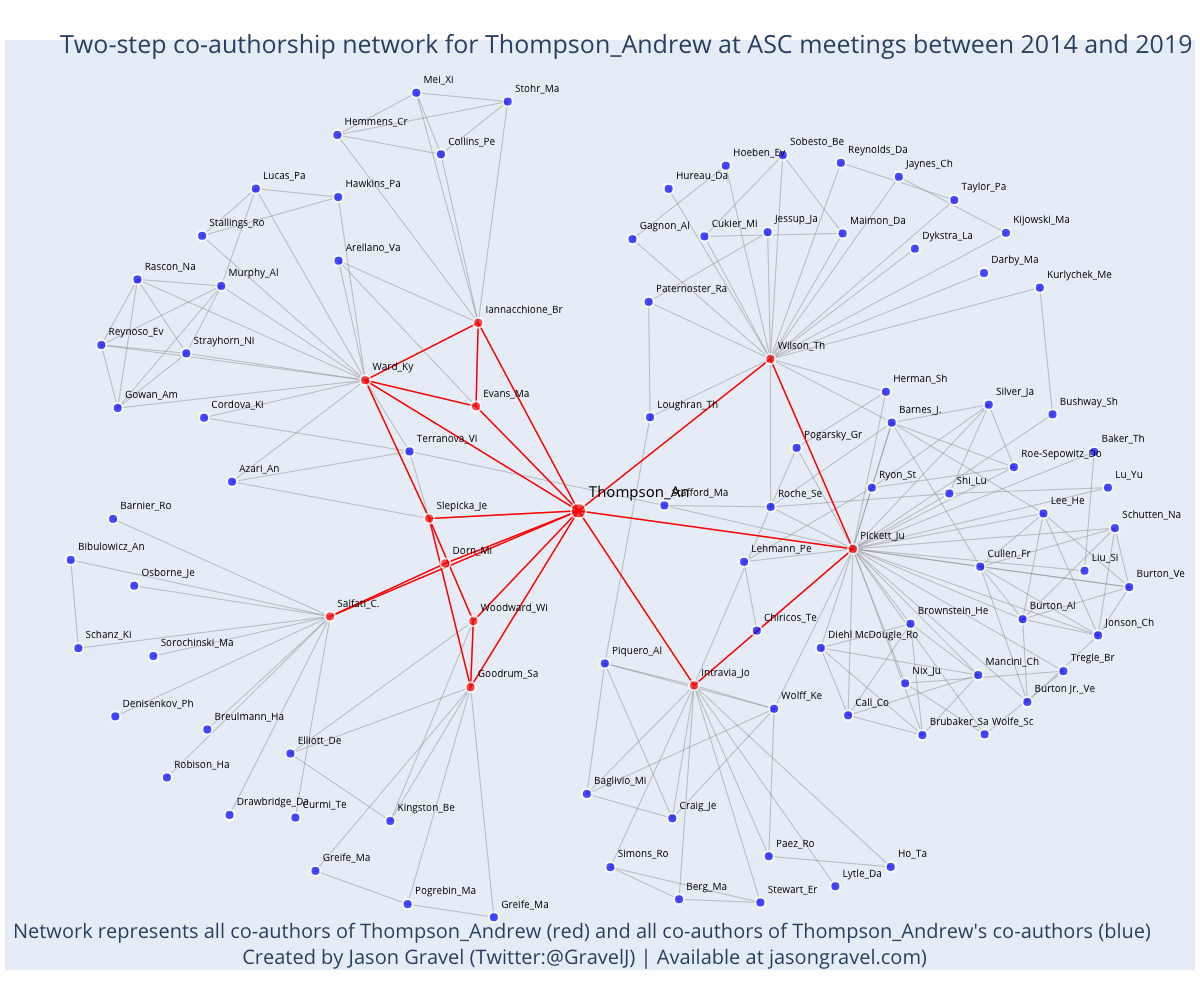 Two-step co-authorship network for Thompson_Andrew at ASC meetings between 2014 and 2019
Mei_Xi
Stohr_Ma
Hemmens_Cr
Collins_Pe
Sobesto_Be
Hoeben_Ev
Reynolds_Da
Jaynes_Ch
Lucas_Pa
Hawkins_Pa
Hureau_Da
Taylor_Pa
Stallings_Ro
Gagnon_Al
Cukier_Mi
Jessup_Ja
Maimon_Da
Kijowski_Ma
Arellano_Va
Dykstra_La
Rascon_Na
Murphy_Al
Darby_Ma
Kurlychek_Me
Paternoster_Ra
Iannacchione_Br
Reynoso_Ev
Strayhorn_Ni
Wilson_Th
Ward_Ky
Herman_Sh
Gowan_Am
Cordova_Ki
Evans_Ma
Loughran_Th
Barnes_J.
Silver_Ja
Bushway_Sh
Terranova_Vi
Pogarsky_Gr
Baker_Th
Roe-Sepowitz_Do
Azari_An
Ryon_St
Shi_Lu
Lu_Yu
Thompson_An
Stafford_Ma
Roche_Se
Lee_He
Barnier_Ro
Slepicka_Je
Schutten_Na
Pickett_Ju
Bibulowicz_An
Dorn_Mi
Lehmann_Pe
Cullen_Fr
Liu_Si
Osborne_Je
Burton_Ve
Salfati_C.
Woodward_Wi
Chiricos_Te
Brownstein_He
Burton_Al
Schanz_Ki
Sorochinski_Ma
Diehl McDougle_Ro
Jonson_Ch
Piquero_Al
Goodrum_Sa
Intravia_Jo
Nix_Ju
Mancini_Ch
Tregle_Br
Denisenkov_Ph
Breulmann_Ha
Wolff_Ke
Call_Co
Burton Jr._Ve
Elliott_De
Brubaker_Sa
Wolfe_Sc
Robison_Ha
Baglivio_Mi
Drawbridge_Da
Curmi_Te
Kingston_Be
Craig_Je
Greife_Ma
Simons_Ro
Paez_Ro
Ho_Ta
Pogrebin_Ma
Berg_Ma
Stewart_Er
Lytle_Da
Greife_Ma
Network represents all co-authors of Thompson_Andrew (red) and all co-authors of Thompson_Andrew's co-authors (blue)
Created by Jason Gravel (Twitter:@GravelJ) | Available at jasongravel.com)